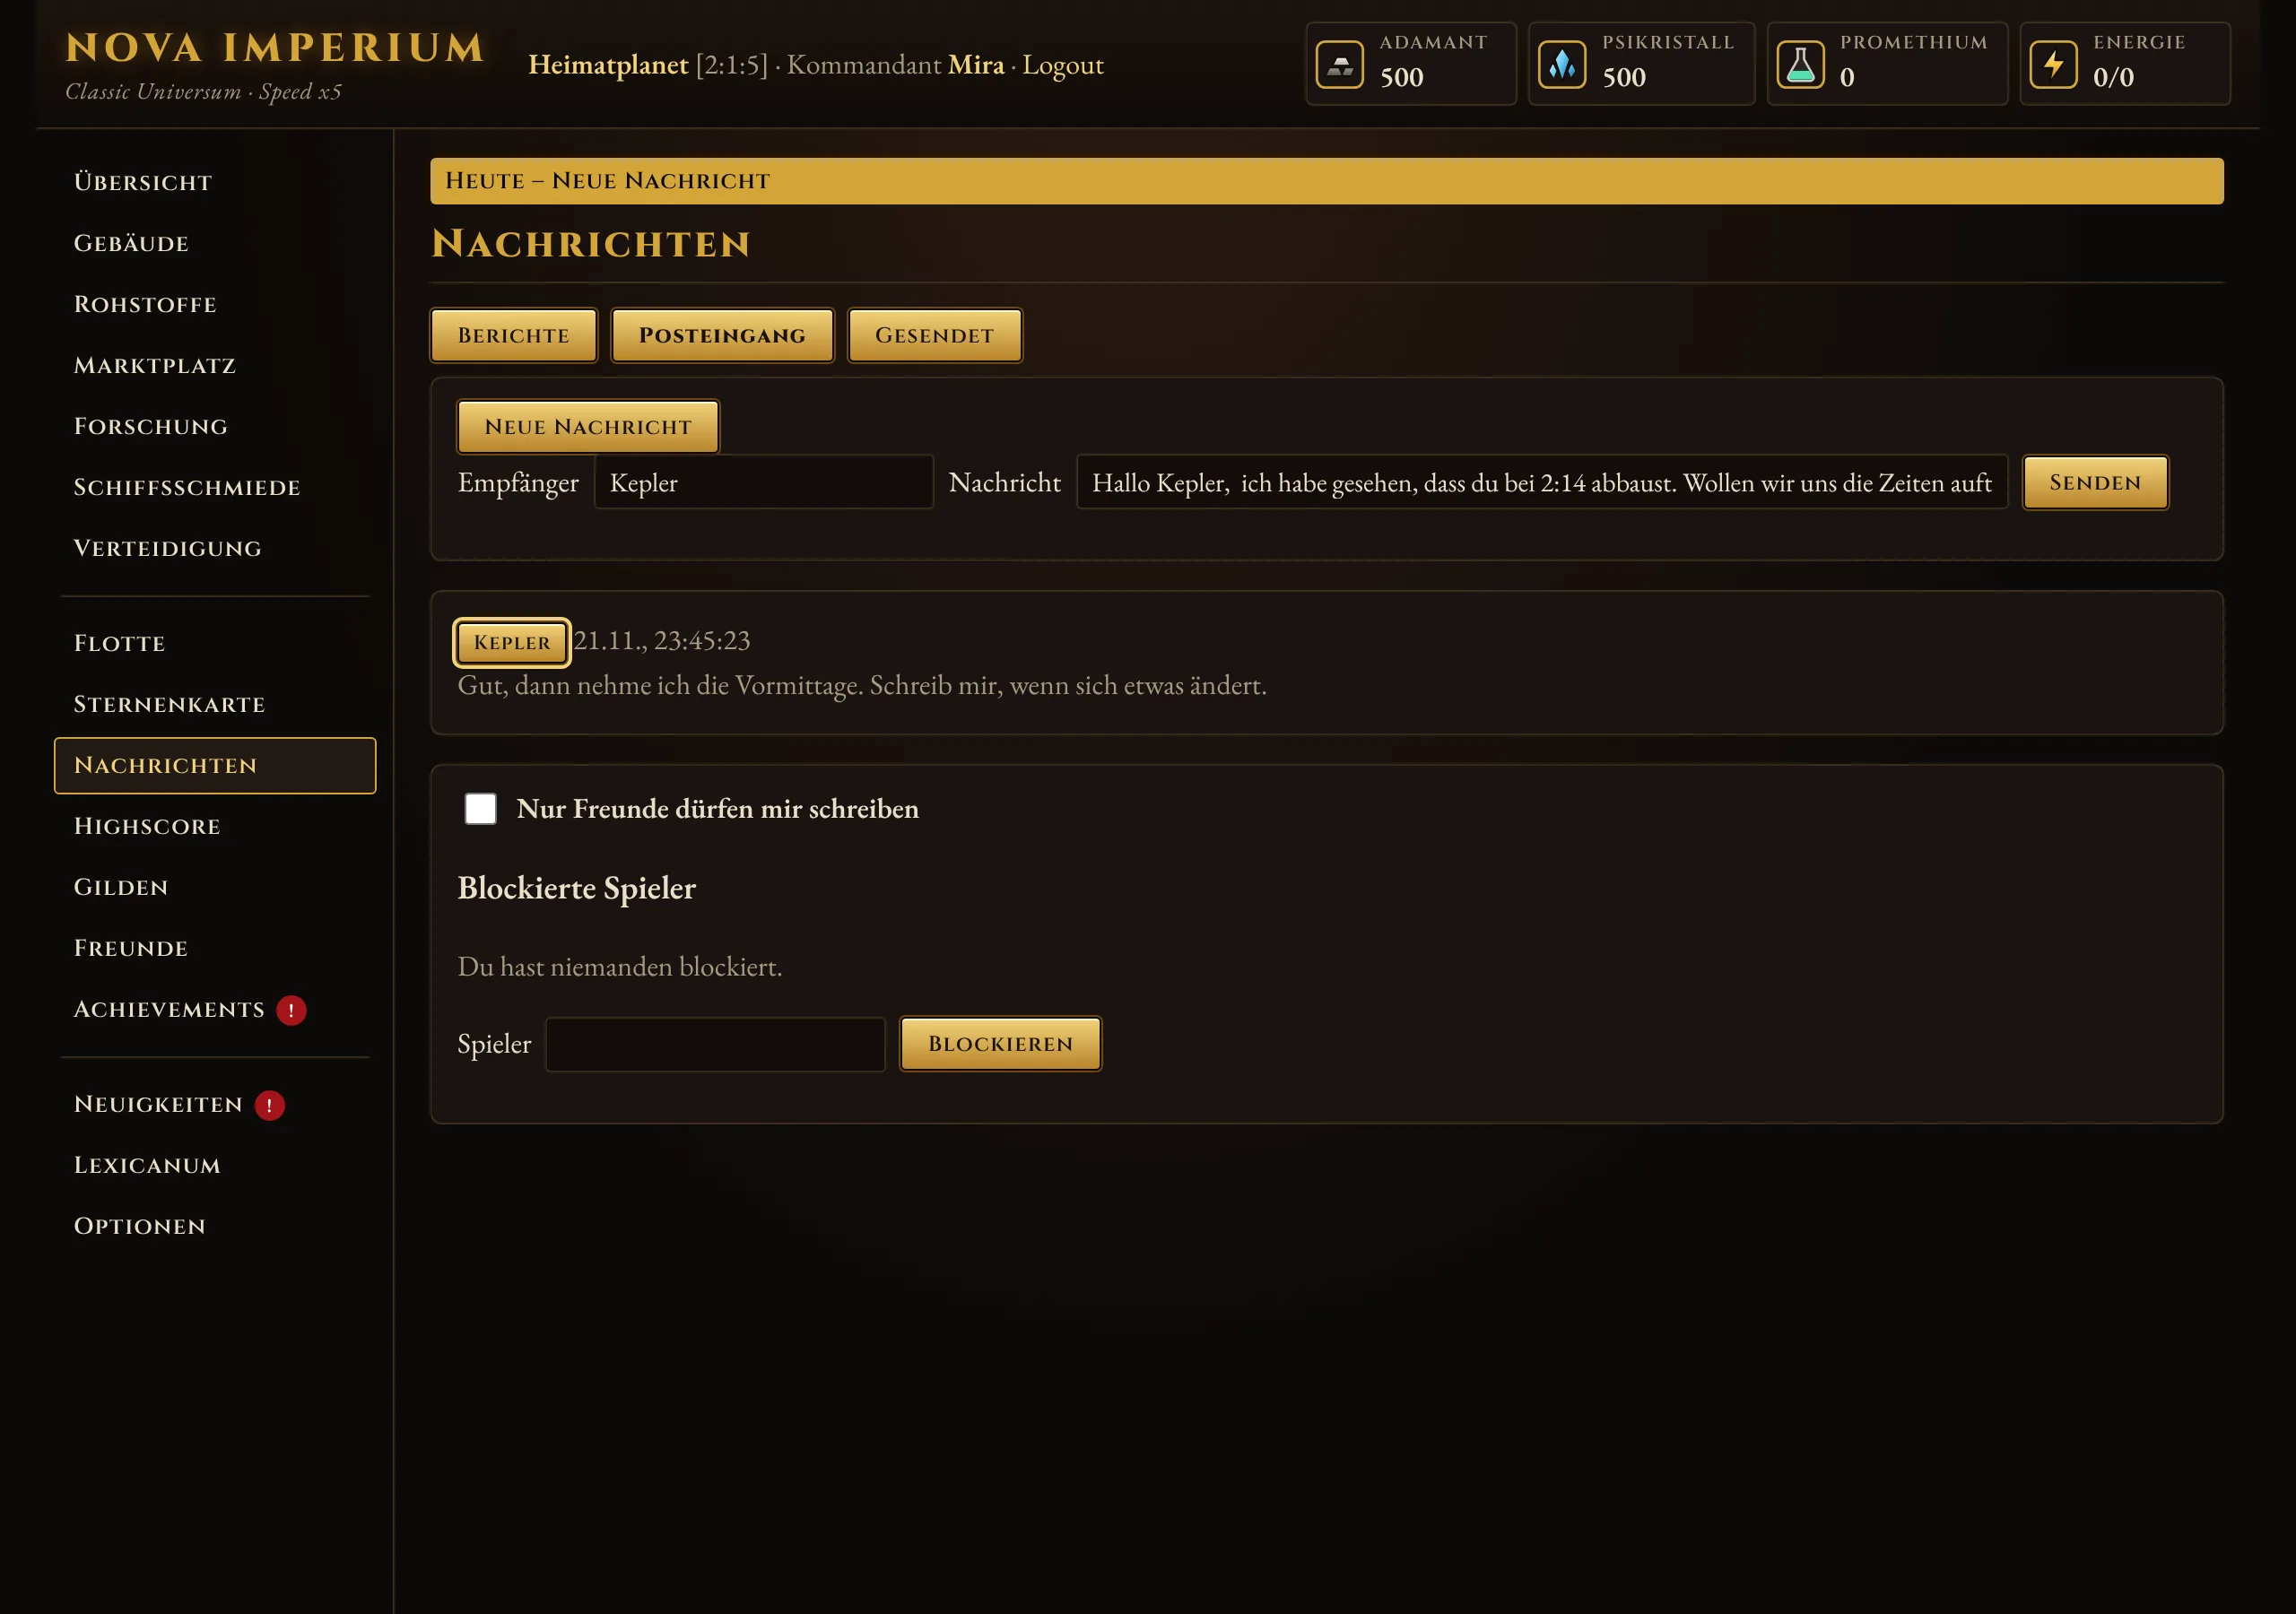 NOVA IMPERIUM
Classic Universum · Speed x5
Heimatplanet [2:1:5] · Kommandant Mira · Logout
ADAMANT
500
PSIKRISTALL
500
PROMETHIUM
0
ENERGIE
0/0
Übersicht
Gebäude
Rohstoffe
Marktplatz
Forschung
Schiffsschmiede
Verteidigung
Flotte
Sternenkarte
Nachrichten
Highscore
Gilden
Freunde
Achievements !
Neuigkeiten !
Lexicanum
Optionen
Heute – Neue Nachricht
Nachrichten
Berichte Posteingang Gesendet
Neue Nachricht
Empfänger Kepler Nachricht Hallo Kepler, ich habe gesehen, dass du bei 2:14 abbaust. Wollen wir uns die Zeiten auft Senden
Kepler 21.11., 23:45:23
Gut, dann nehme ich die Vormittage. Schreib mir, wenn sich etwas ändert.
Nur Freunde dürfen mir schreiben
Blockierte Spieler
Du hast niemanden blockiert.
Spieler Blockieren